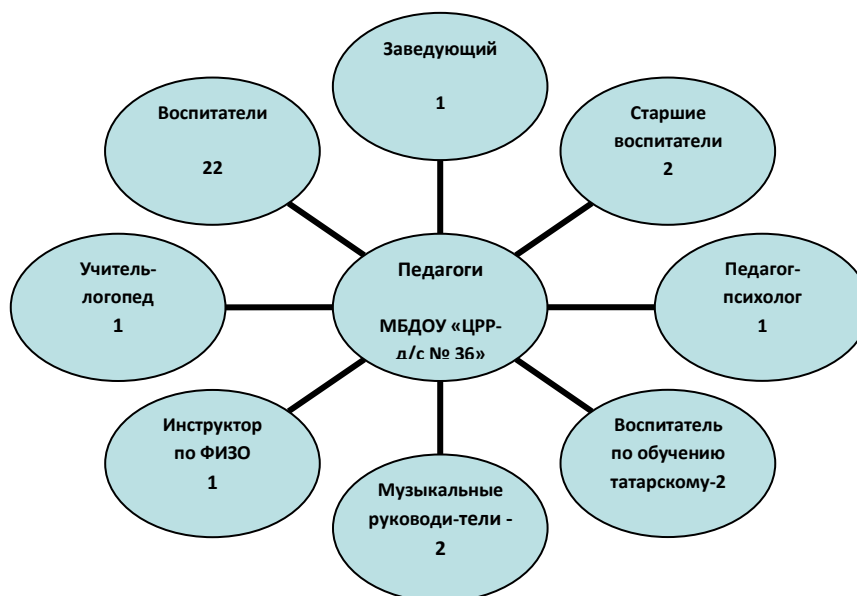 Заведующий
1
Старшие
воспитатели
2
Педагог-
психолог
1
Воспитатель
по обучению
татарскому-2
Музыкальные
руководи-тели -
2
Инструктор
по ФИЗО
1
Учитель-
логопед
1
Воспитатели
22
Педагоги
МБДОУ «ЦРР-
д/с № 36»